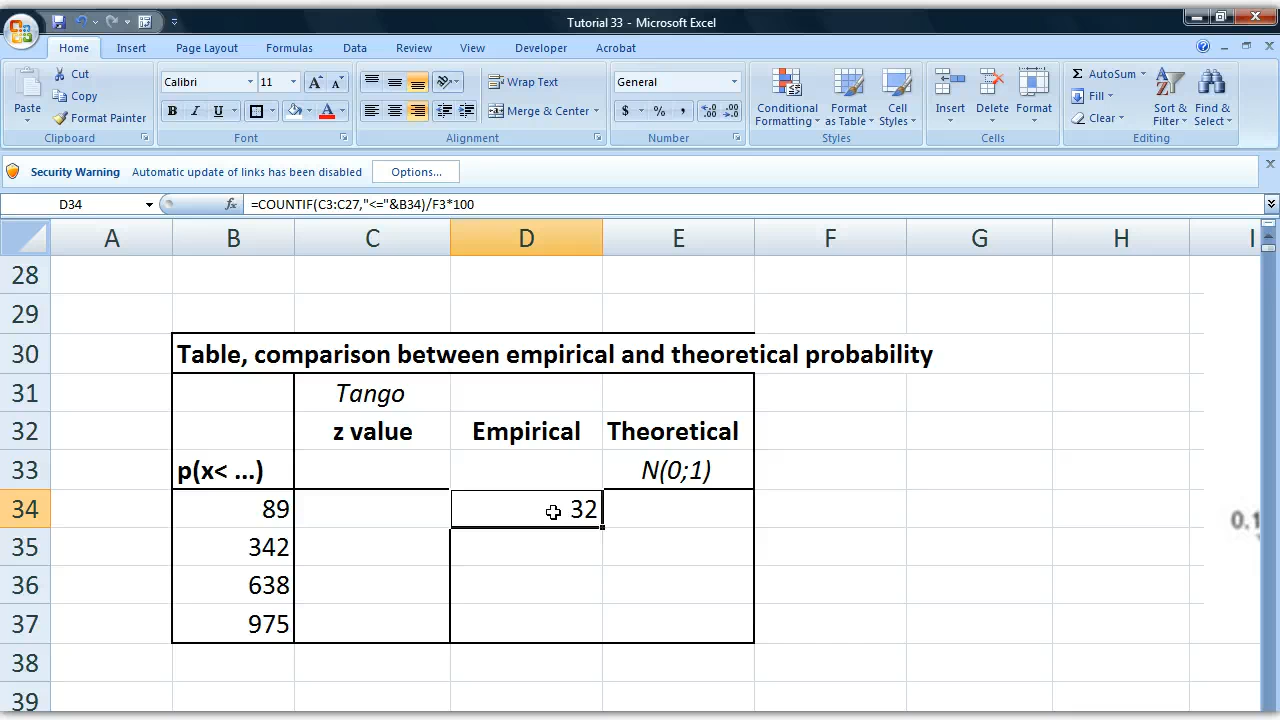 Tutorial 33 - Microsoft Excel
Home Insert Page Layout Formulas Data Review View Developer Acrobat
Paste Cut Copy Format Painter Clipboard
Calibri 11 A A B I U A Font
Wrap Text Merge & Center Alignment
General $ % , .00 .00 Number
Conditional Formatting Format as Table Cell Styles Styles
Insert Delete Format Cells
Σ AutoSum Fill Clear Sort & Filter Find & Select Editing
Security Warning Automatic update of links has been disabled Options...
D34 fx =COUNTIF(C3:C27,"<="&B34)/F3*100
A B C D E F G H I
28
29
30 Table, comparison between empirical and theoretical probability
31 Tango
32 z value Empirical Theoretical
33 p(x< ...) N(0;1)
34 89 32
35 342
36 638
37 975
38
39